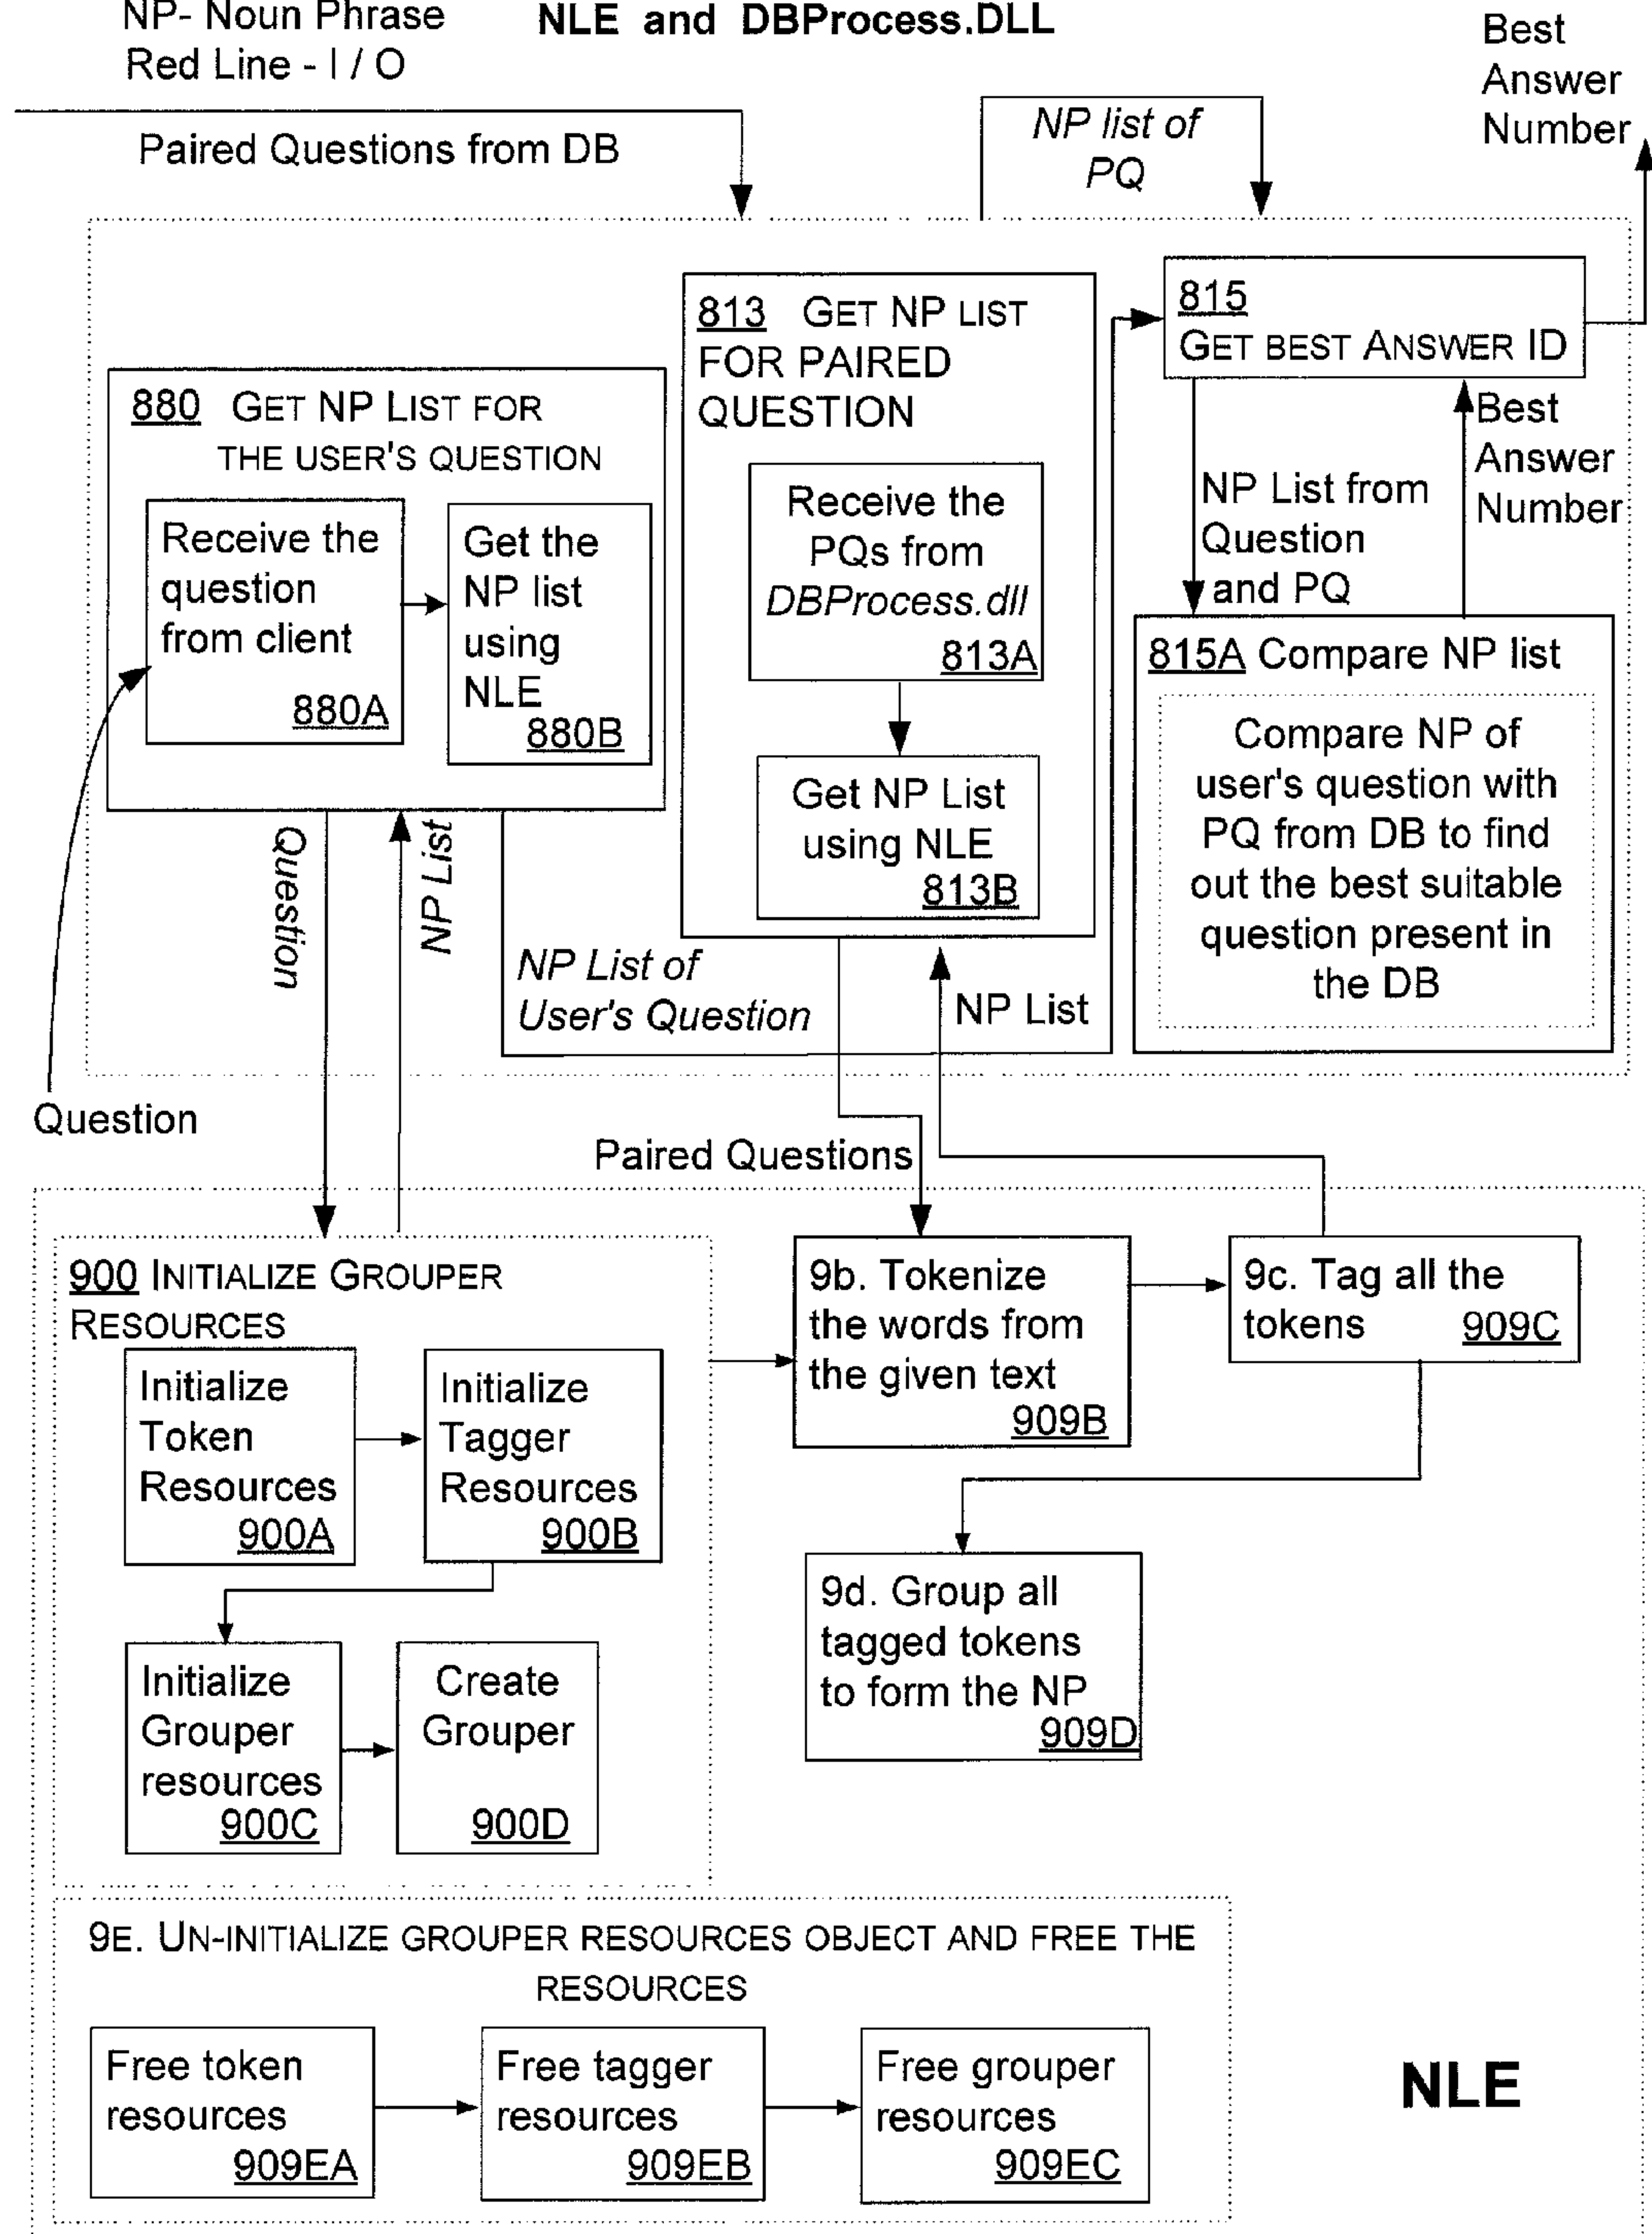 NP- Noun Phrase
Red Line - I / O
NLE and DBProcess.DLL
Best
Answer
Number
Paired Questions from DB
NP list of
PQ
813 GET NP LIST
FOR PAIRED
QUESTION
815
GET BEST ANSWER ID
880 GET NP LIST FOR
THE USER'S QUESTION
Receive the
question
from client
880A
Get the
NP list
using
NLE
880B
Receive the
PQs from
DBProcess.dll
813A
Get NP List
using NLE
813B
NP List from
Question
and PQ
Best
Answer
Number
815A Compare NP list
Compare NP of
user's question with
PQ from DB to find
out the best suitable
question present in
the DB
Question
NP List
NP List of
User's Question
NP List
Question
Paired Questions
900 INITIALIZE GROUPER
RESOURCES
Initialize
Token
Resources
900A
Initialize
Tagger
Resources
900B
Initialize
Grouper
resources
900C
Create
Grouper
900D
9b. Tokenize
the words from
the given text
909B
9c. Tag all the
tokens 909C
9d. Group all
tagged tokens
to form the NP
909D
9E. UN-INITIALIZE GROUPER RESOURCES OBJECT AND FREE THE
RESOURCES
Free token
resources
909EA
Free tagger
resources
909EB
Free grouper
resources
909EC
NLE